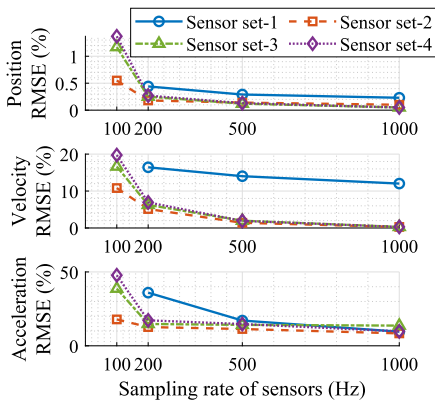 Sensor set-1 Sensor set-2
Sensor set-3 Sensor set-4
Position
RMSE (%)
1
0.5
0
100 200 500 1000
Velocity
RMSE (%)
20
10
0
100 200 500 1000
Acceleration
RMSE (%)
50
0
100 200 500 1000
Sampling rate of sensors (Hz)